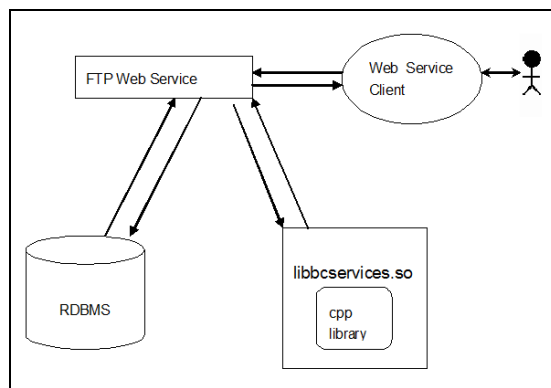 FTP Web Service
Web Service
Client
RDBMS
libbcservices.so
cpp
library